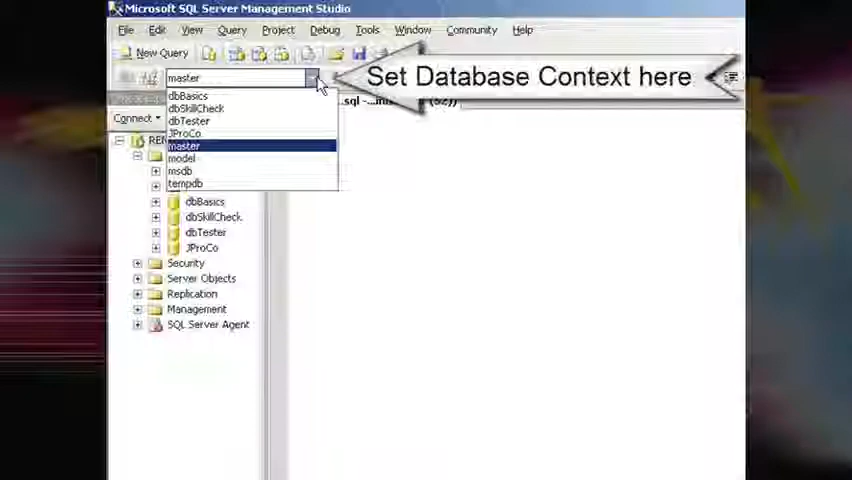 Microsoft SQL Server Management Studio
File Edit View Query Project Debug Tools Window Community Help
New Query
master
Set Database Context here
dbBasics
dbSkillCheck
dbTester
JProCo
master
model
msdb
tempdb
Connect
dbBasics
dbSkillCheck
dbTester
JProCo
Security
Server Objects
Replication
Management
SQL Server Agent